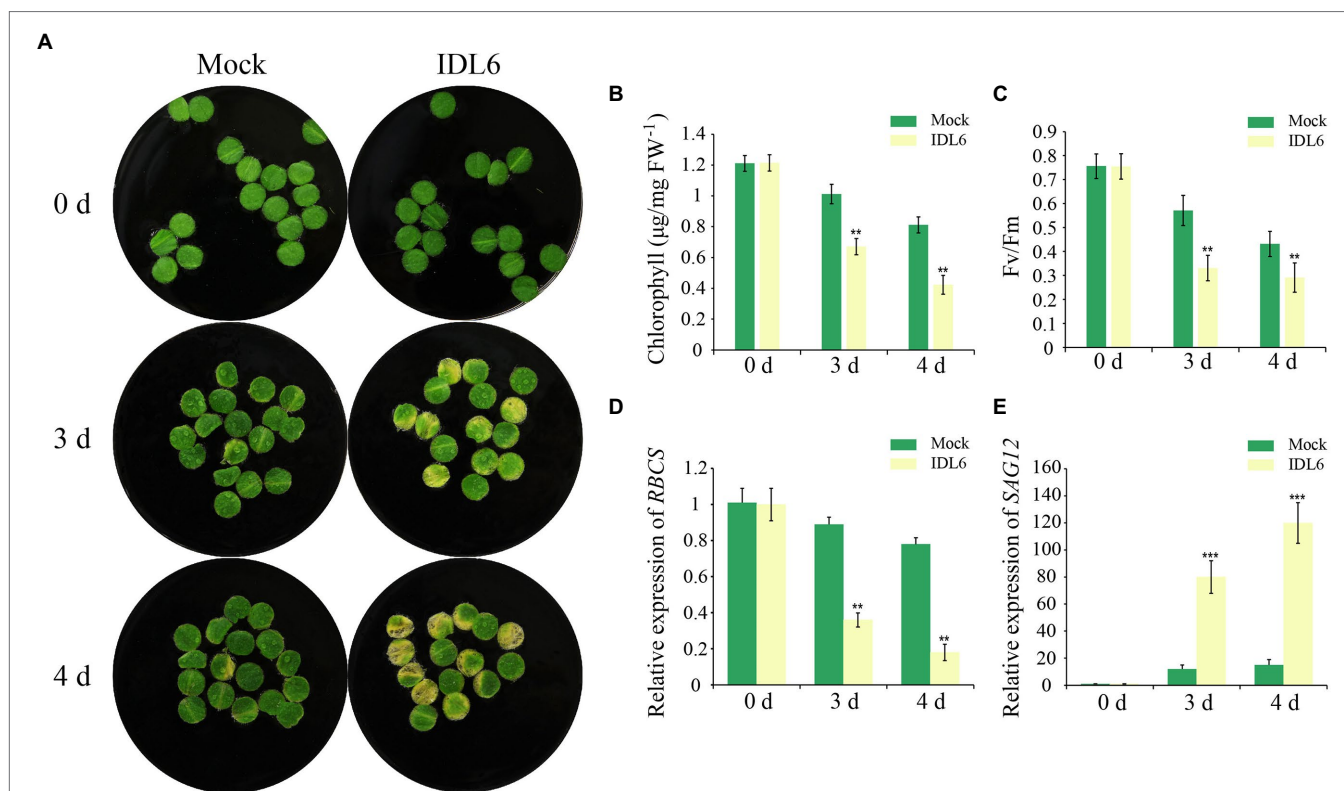 A
Mock
IDL6
0 d
3 d
4 d
B
Mock
IDL6
Chlorophyll (µg/mg FW⁻¹)
1.4
1.2
1
0.8
0.6
0.4
0.2
0
**
**
0 d
3 d
4 d
C
Mock
IDL6
Fv/Fm
0.9
0.8
0.7
0.6
0.5
0.4
0.3
0.2
0.1
0
**
**
0 d
3 d
4 d
D
Mock
IDL6
Relative expression of RBCS
1.2
1
0.8
0.6
0.4
0.2
0
**
**
0 d
3 d
4 d
E
Mock
IDL6
Relative expression of SAG12
160
140
120
100
80
60
40
20
0
***
***
0 d
3 d
4 d